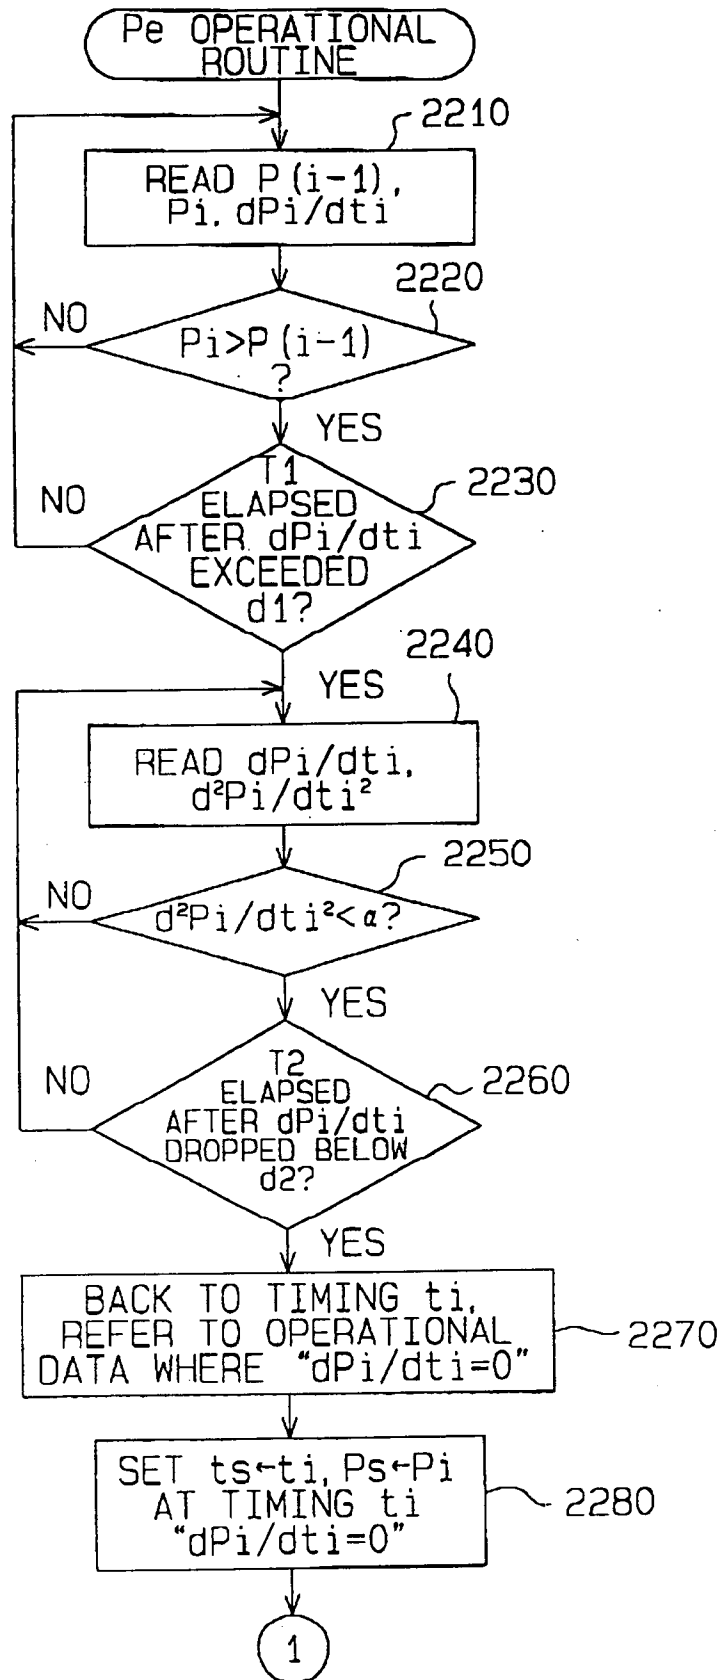 Pe OPERATIONAL
ROUTINE
2210
READ P(i-1),
Pi, dPi/dti
2220
NO
Pi>P(i-1)
?
YES
2230
NO
T1
ELAPSED
AFTER dPi/dti
EXCEEDED
d1?
2240
YES
READ dPi/dti,
d²Pi/dti²
2250
NO
d²Pi/dti²<α?
YES
2260
NO
T2
ELAPSED
AFTER dPi/dti
DROPPED BELOW
d2?
YES
BACK TO TIMING ti,
REFER TO OPERATIONAL
DATA WHERE "dPi/dti=0"
2270
SET ts←ti, Ps←Pi
AT TIMING ti
"dPi/dti=0"
2280
1